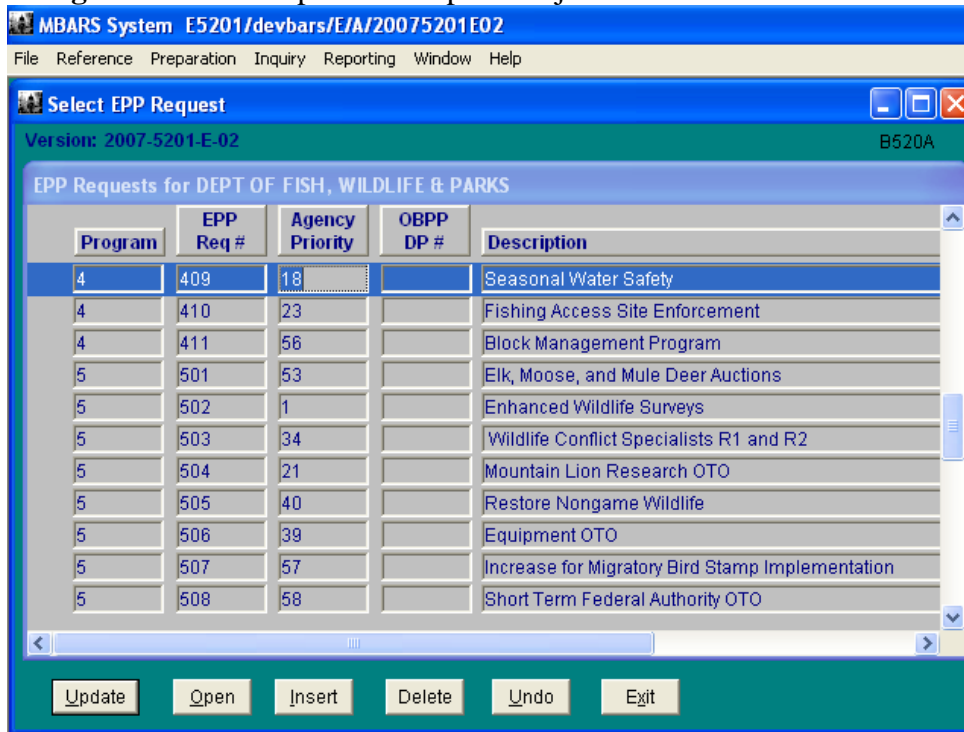 MBARS System E5201/devbars/E/A/20075201E02
File Reference Preparation Inquiry Reporting Window Help
Select EPP Request
Version: 2007-5201-E-02 B520A
EPP Requests for DEPT OF FISH, WILDLIFE & PARKS
Program EPP Req # Agency Priority OBPP DP # Description
4 409 18 Seasonal Water Safety
4 410 23 Fishing Access Site Enforcement
4 411 56 Block Management Program
5 501 53 Elk, Moose, and Mule Deer Auctions
5 502 1 Enhanced Wildlife Surveys
5 503 34 Wildlife Conflict Specialists R1 and R2
5 504 21 Mountain Lion Research OTO
5 505 40 Restore Nongame Wildlife
5 506 39 Equipment OTO
5 507 57 Increase for Migratory Bird Stamp Implementation
5 508 58 Short Term Federal Authority OTO
Update Open Insert Delete Undo Exit